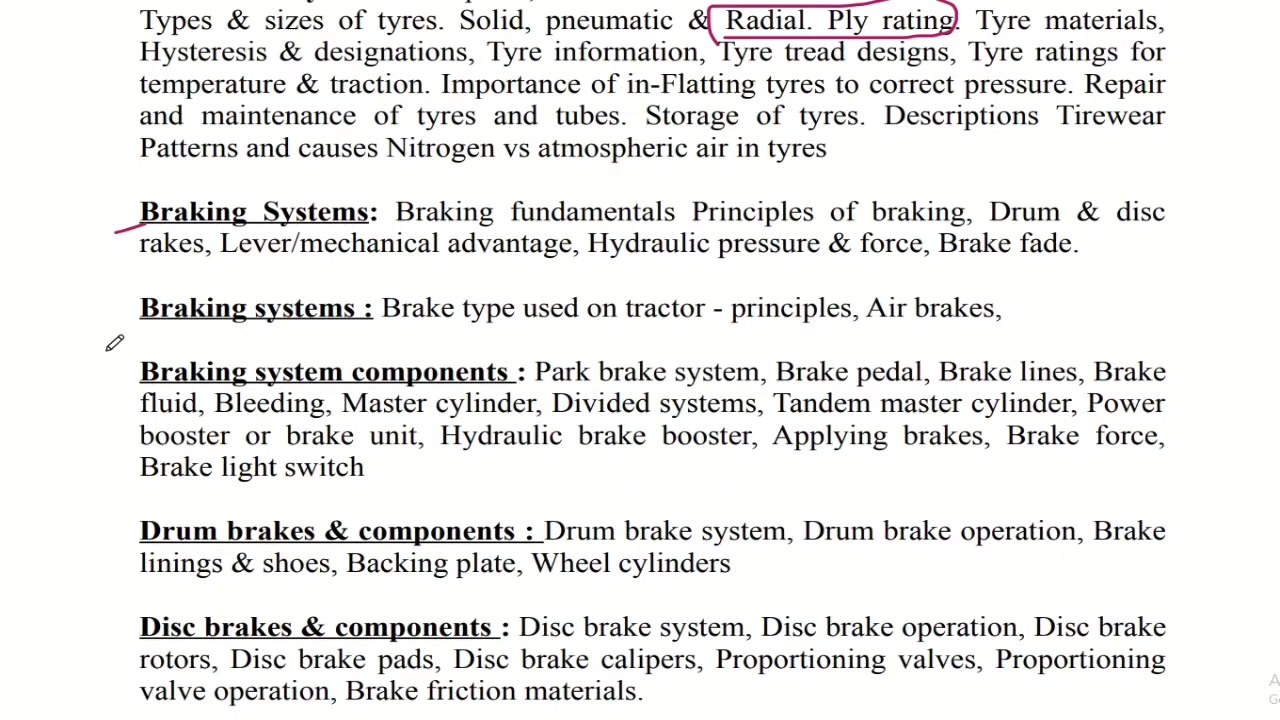 Types & sizes of tyres. Solid, pneumatic & Radial. Ply rating. Tyre materials,
Hysteresis & designations, Tyre information, Tyre tread designs, Tyre ratings for
temperature & traction. Importance of in-Flatting tyres to correct pressure. Repair
and maintenance of tyres and tubes. Storage of tyres. Descriptions Tirewear
Patterns and causes Nitrogen vs atmospheric air in tyres
Braking Systems: Braking fundamentals Principles of braking, Drum & disc
rakes, Lever/mechanical advantage, Hydraulic pressure & force, Brake fade.
Braking systems : Brake type used on tractor - principles, Air brakes,
Braking system components : Park brake system, Brake pedal, Brake lines, Brake
fluid, Bleeding, Master cylinder, Divided systems, Tandem master cylinder, Power
booster or brake unit, Hydraulic brake booster, Applying brakes, Brake force,
Brake light switch
Drum brakes & components : Drum brake system, Drum brake operation, Brake
linings & shoes, Backing plate, Wheel cylinders
Disc brakes & components : Disc brake system, Disc brake operation, Disc brake
rotors, Disc brake pads, Disc brake calipers, Proportioning valves, Proportioning
valve operation, Brake friction materials.